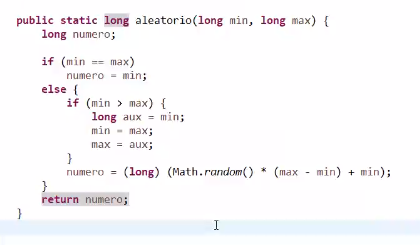 public static long aleatorio(long min, long max) {
long numero;
if (min == max)
numero = min;
else {
if (min > max) {
long aux = min;
min = max;
max = aux;
}
numero = (long) (Math.random() * (max - min) + min);
}
return numero;
}